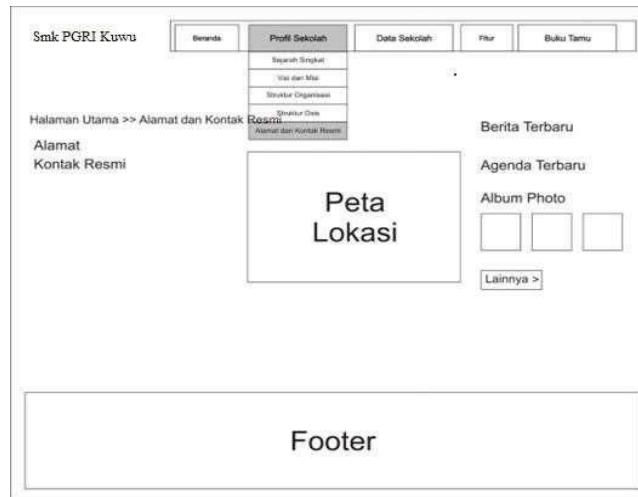 Smk PGRI Kuwu
Beranda
Profil Sekolah
Data Sekolah
Fitur
Buku Tamu
Sejarah Singkat
Visi dan Misi
Struktur Organisasi
Struktur Osis
Alamat dan Kontak Resmi
Halaman Utama >> Alamat dan Kontak Resmi
Alamat
Kontak Resmi
Peta
Lokasi
Berita Terbaru
Agenda Terbaru
Album Photo
Lainnya >
Footer